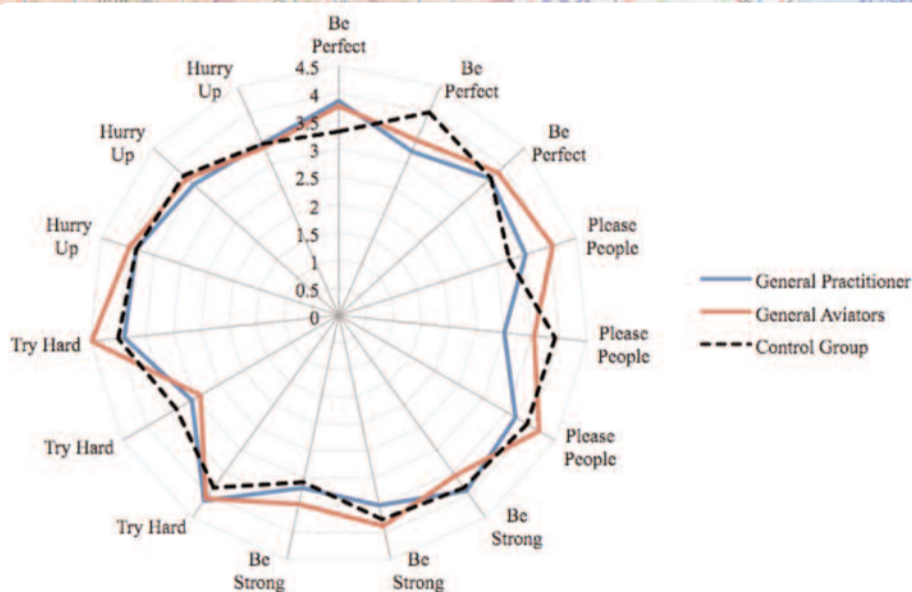 Be
Perfect
Be
Perfect
Be
Perfect
Please
People
Please
People
Please
People
Be
Strong
Be
Strong
Be
Strong
Try Hard
Try Hard
Try Hard
Hurry
Up
Hurry
Up
Hurry
Up
4.5
4
3.5
3
2.5
2
1.5
1
0.5
0
General Practitioner
General Aviators
Control Group